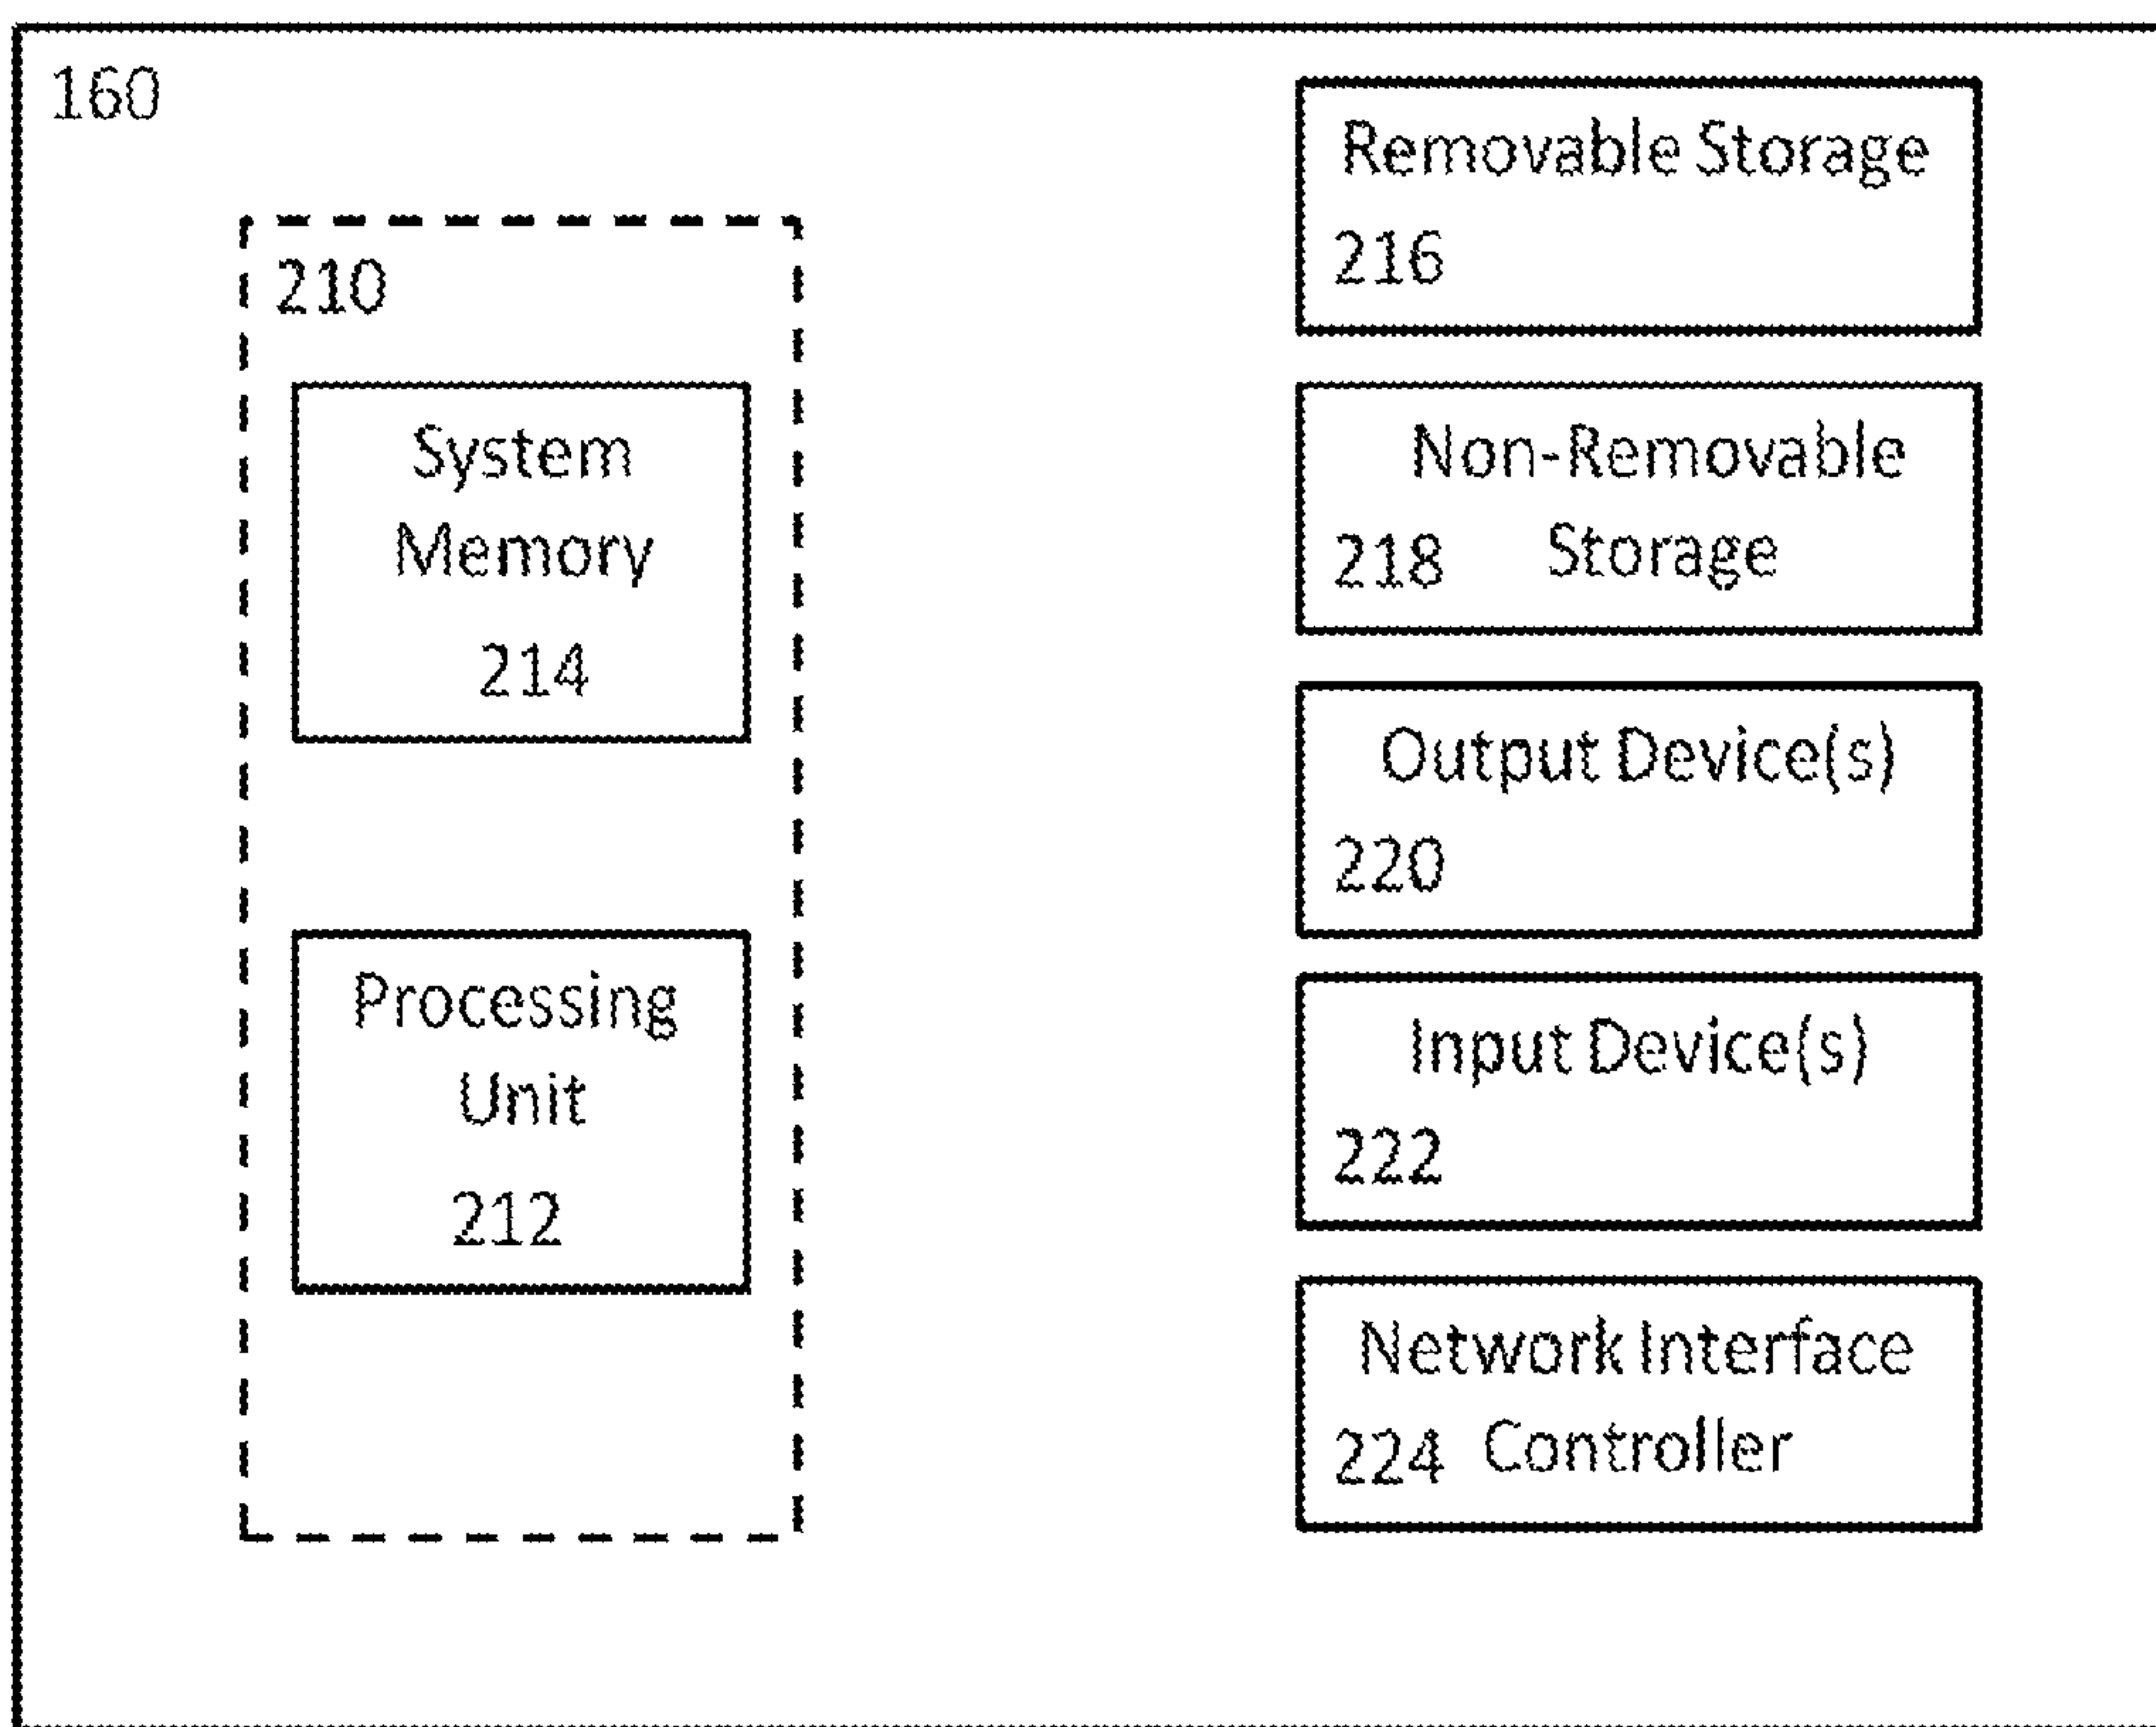 160
210
System
Memory
214
Processing
Unit
212
Removable Storage
216
Non-Removable
218 Storage
Output Device(s)
220
Input Device(s)
222
Network Interface
224 Controller